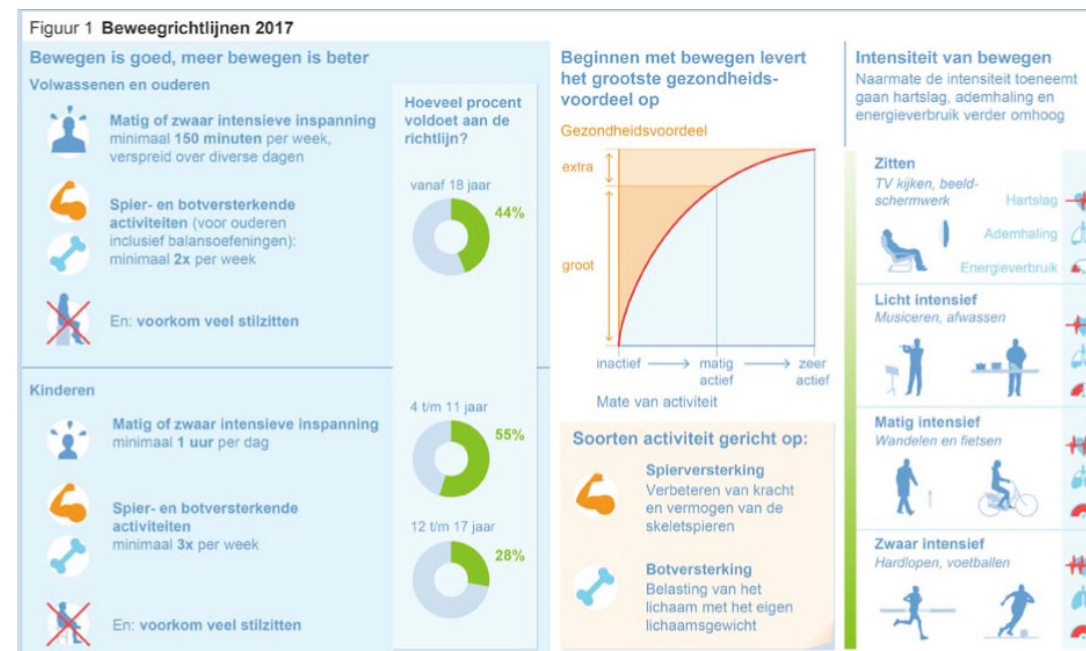 Figuur 1 Beweegrichtlijnen 2017
Bewegen is goed, meer bewegen is beter
Volwassenen en ouderen
Matig of zwaar intensieve inspanning
minimaal 150 minuten per week,
verspreid over diverse dagen
Spier- en botversterkende
activiteiten (voor ouderen
inclusief balansoefeningen):
minimaal 2x per week
En: voorkom veel stilzitten
Kinderen
Matig of zwaar intensieve inspanning
minimaal 1 uur per dag
Spier- en botversterkende
activiteiten
minimaal 3x per week
En: voorkom veel stilzitten
Hoeveel procent
voldoet aan de
richtlijn?
vanaf 18 jaar
44%
4 t/m 11 jaar
55%
12 t/m 17 jaar
28%
Beginnen met bewegen levert
het grootste gezondheids-
voordeel op
Gezondheidsvoordeel
extra
groot
inactief
matig
actief
zeer
actief
Mate van activiteit
Soorten activiteit gericht op:
Spierversterking
Verbeteren van kracht
en vermogen van de
skeletspieren
Botversterking
Belasting van het
lichaam met het eigen
lichaamsgewicht
Intensiteit van bewegen
Naarmate de intensiteit toeneemt
gaan hartslag, ademhaling en
energieverbruik verder omhoog
Zitten
TV kijken, beeld-
schermwerk
Hartslag
Ademhaling
Energieverbruik
Licht intensief
Musiceren, afwassen
Matig intensief
Wandelen en fietsen
Zwaar intensief
Hardlopen, voetballen